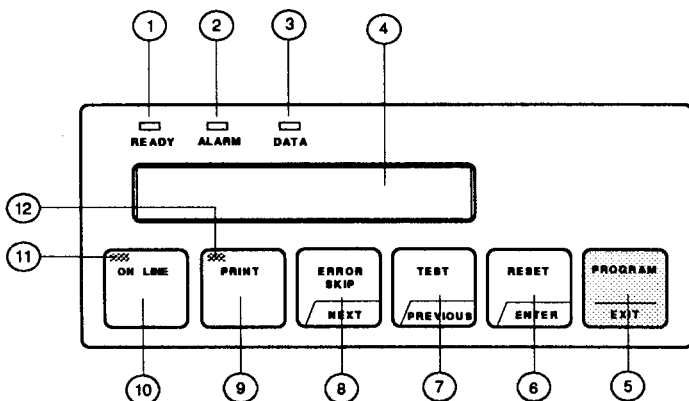 1 2 3 4
READY ALARM DATA
12
11
ON LINE PRINT ERROR SKIP TEST RESET PROGRAM
NEXT PREVIOUS ENTER EXIT
10 9 8 7 6 5